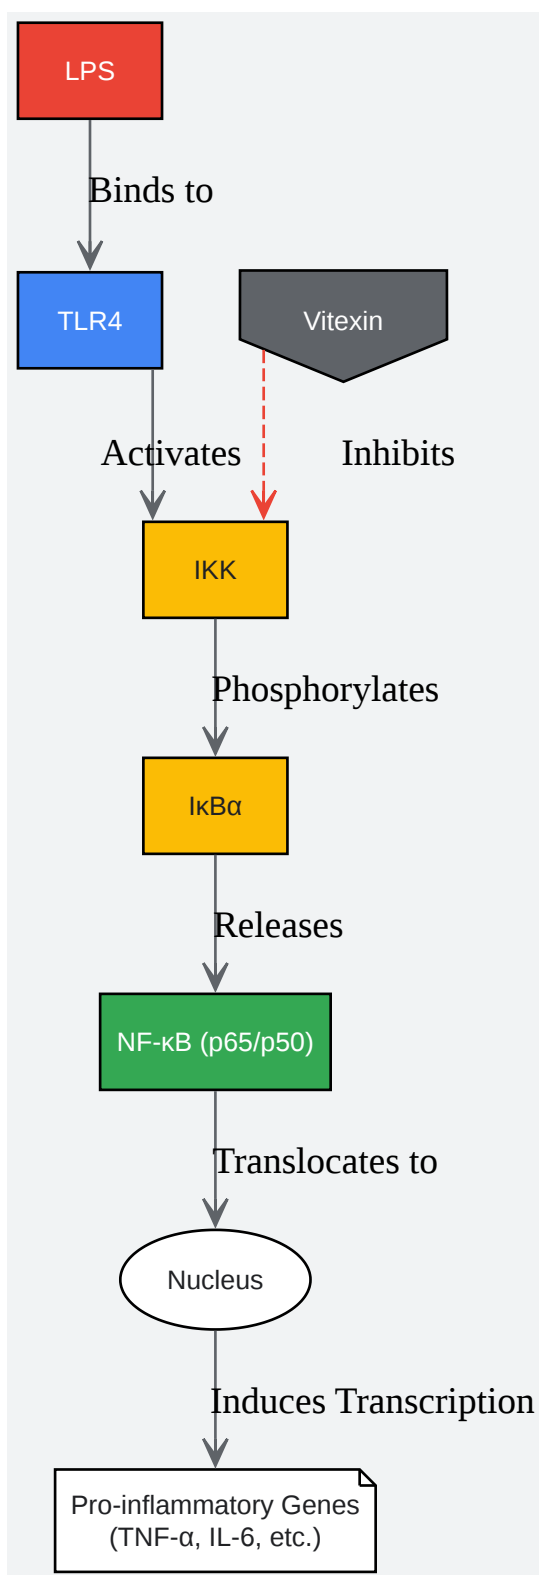 LPS
Binds to
TLR4
Vitexin
Activates
Inhibits
IKK
Phosphorylates
IκBα
Releases
NF-κB (p65/p50)
Translocates to
Nucleus
Induces Transcription
Pro-inflammatory Genes
(TNF-α, IL-6, etc.)